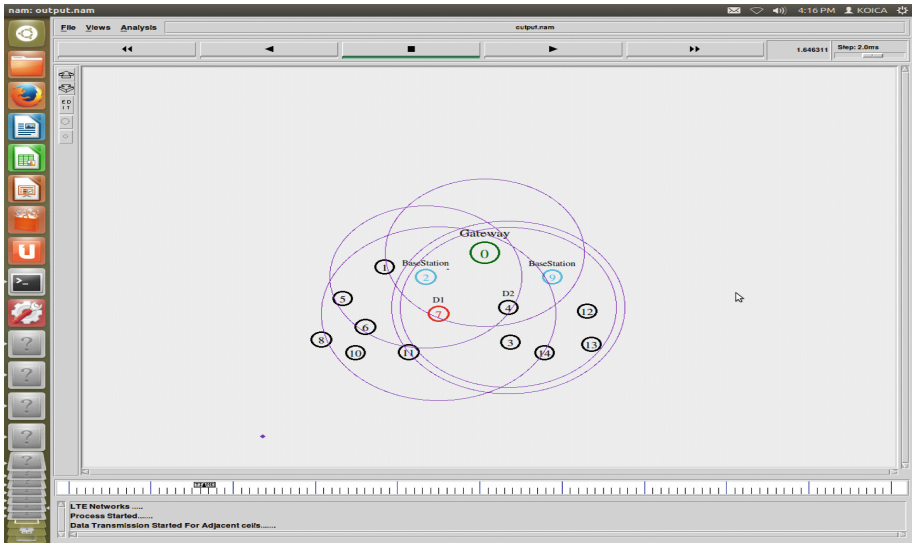 nam: output.nam
4:16 PM KOICA
File Views Analysis
output.nam
1.646311 Step: 2.0ms
ED
IT
Gateway
0
BaseStation
BaseStation
1
2
9
5
D1
D2
7
4
12
6
8
3
13
10
11
14
LTE Networks .....
Process Started......
Data Transmission Started For Adjacent cells......